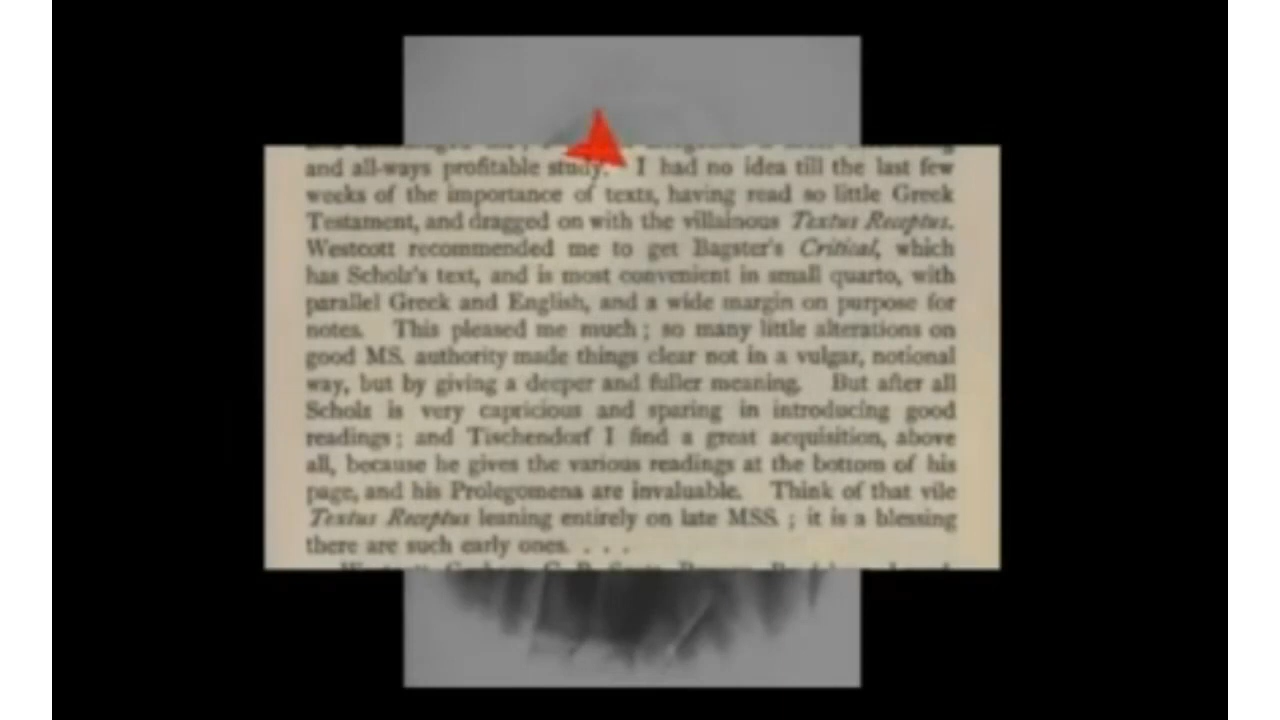 and all-ways profitable study. I had no idea till the last few
weeks of the importance of texts, having read so little Greek
Testament, and dragged on with the villainous Textus Receptus.
Westcott recommended me to get Bagster's Critical, which
has Scholz's text, and is most convenient in small quarto, with
parallel Greek and English, and a wide margin on purpose for
notes. This pleased me much; so many little alterations on
good MS. authority made things clear not in a vulgar, notional
way, but by giving a deeper and fuller meaning. But after all
Scholz is very capricious and sparing in introducing good
readings; and Tischendorf I find a great acquisition, above
all, because he gives the various readings at the bottom of his
page, and his Prolegomena are invaluable. Think of that vile
Textus Receptus leaning entirely on late MSS.; it is a blessing
there are such early ones. . . .